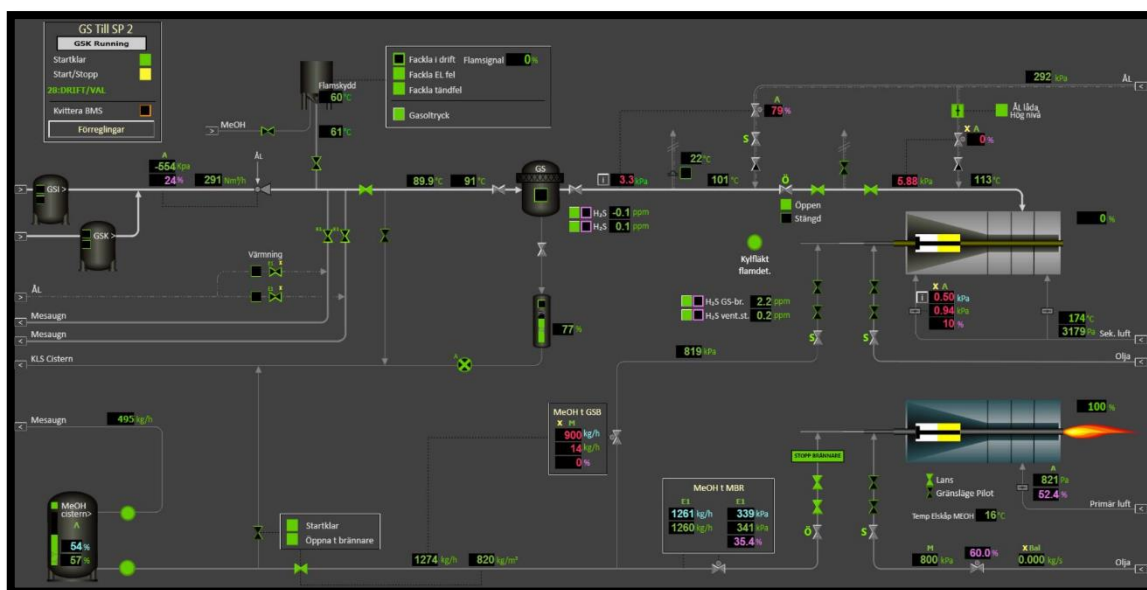 GS Till SP 2
GSK Running
Startklar
Start/Stopp
20:DRIFT/VAL
Kvittera BMS
Förreglingar
Flamskydd
60 °C
61 °C
MeOH
Fackla i drift Flamsignal 0 %
Fackla EL fel
Fackla tändfel
Gasoltryck
292 kPa ÅL
A
79 %
S
ÅL låda
Hög nivå
X A
0 %
A
-554 Kpa
24 % 291 Nm³/h
ÅL
GSI >
GSK>
89.9 °C 91 °C
GS
i 3.3 kPa
22 °C
101 °C
Ö
5.88 kPa
113 °C
Öppen
Stängd
H₂S -0.1 ppm
H₂S 0.1 ppm
0 %
Kylfläkt
flamdet.
Värmning
E1 X
E1 X
ÅL
Mesaugn
Mesaugn
KLS Cistern
A
77 %
H₂S GS-br. 2.2 ppm
H₂S vent.st. 0.2 ppm
X A
i 0.50 kPa
0.94 kPa
10 %
174 °C
3179 Pa Sek. luft
S
S
819 kPa
Olja
Mesaugn
495 kg/h
MeOH t GSB
X M
900 kg/h
14 kg/h
0 %
100 %
STOPP BRÄNNARE
Lans
Gränsläge Pilot
A
821 Pa
52.4 %
Primär luft
Temp Elskåp MEOH 16 °C
MeOH
cistern>
A
54 %
57 %
Startklar
Öppna t brännare
MeOH t MBR
E1 E1
1261 kg/h 339 kPa
1260 kg/h 341 kPa
35.4 %
Ö
S
1274 kg/h 820 kg/m³
M
800 kPa
60.0 %
X Bal
0.000 kg/s
Olja